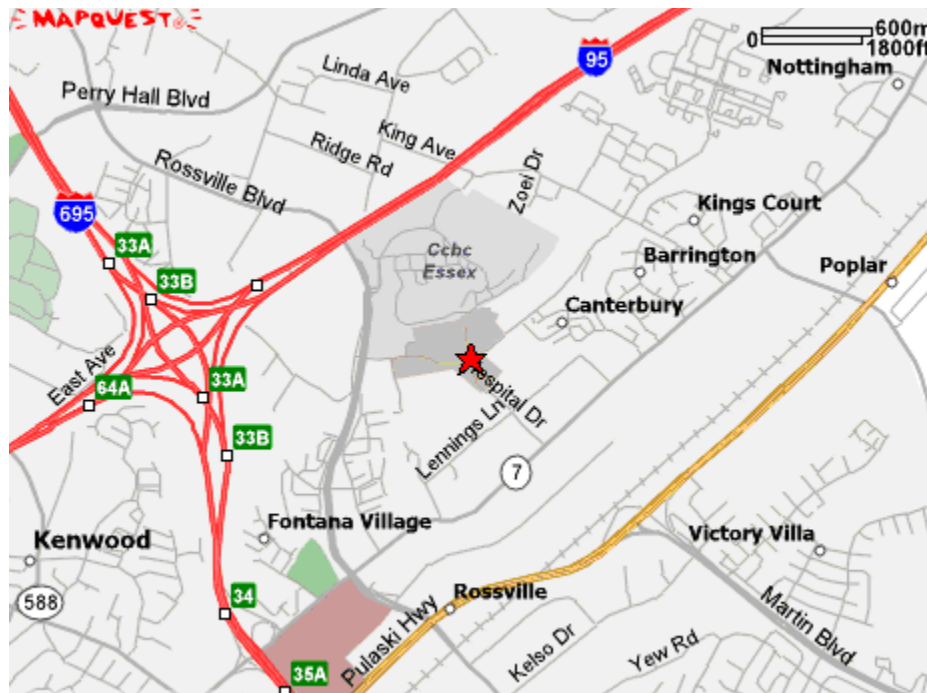 MAPQUEST®
0 600m
1800ft
95
Nottingham
Linda Ave
Perry Hall Blvd
King Ave
Ridge Rd
Rossville Blvd
Zoel Dr
695
Kings Court
33A
Ccbc
Essex
Barrington
Poplar
33B
Canterbury
East Ave
64A
33A
Hospital Dr
33B
Lennings Ln
7
Fontana Village
Kenwood
Victory Villa
588
34
Rossville
Pulaski Hwy
Martin Blvd
Kelso Dr
Yew Rd
35A